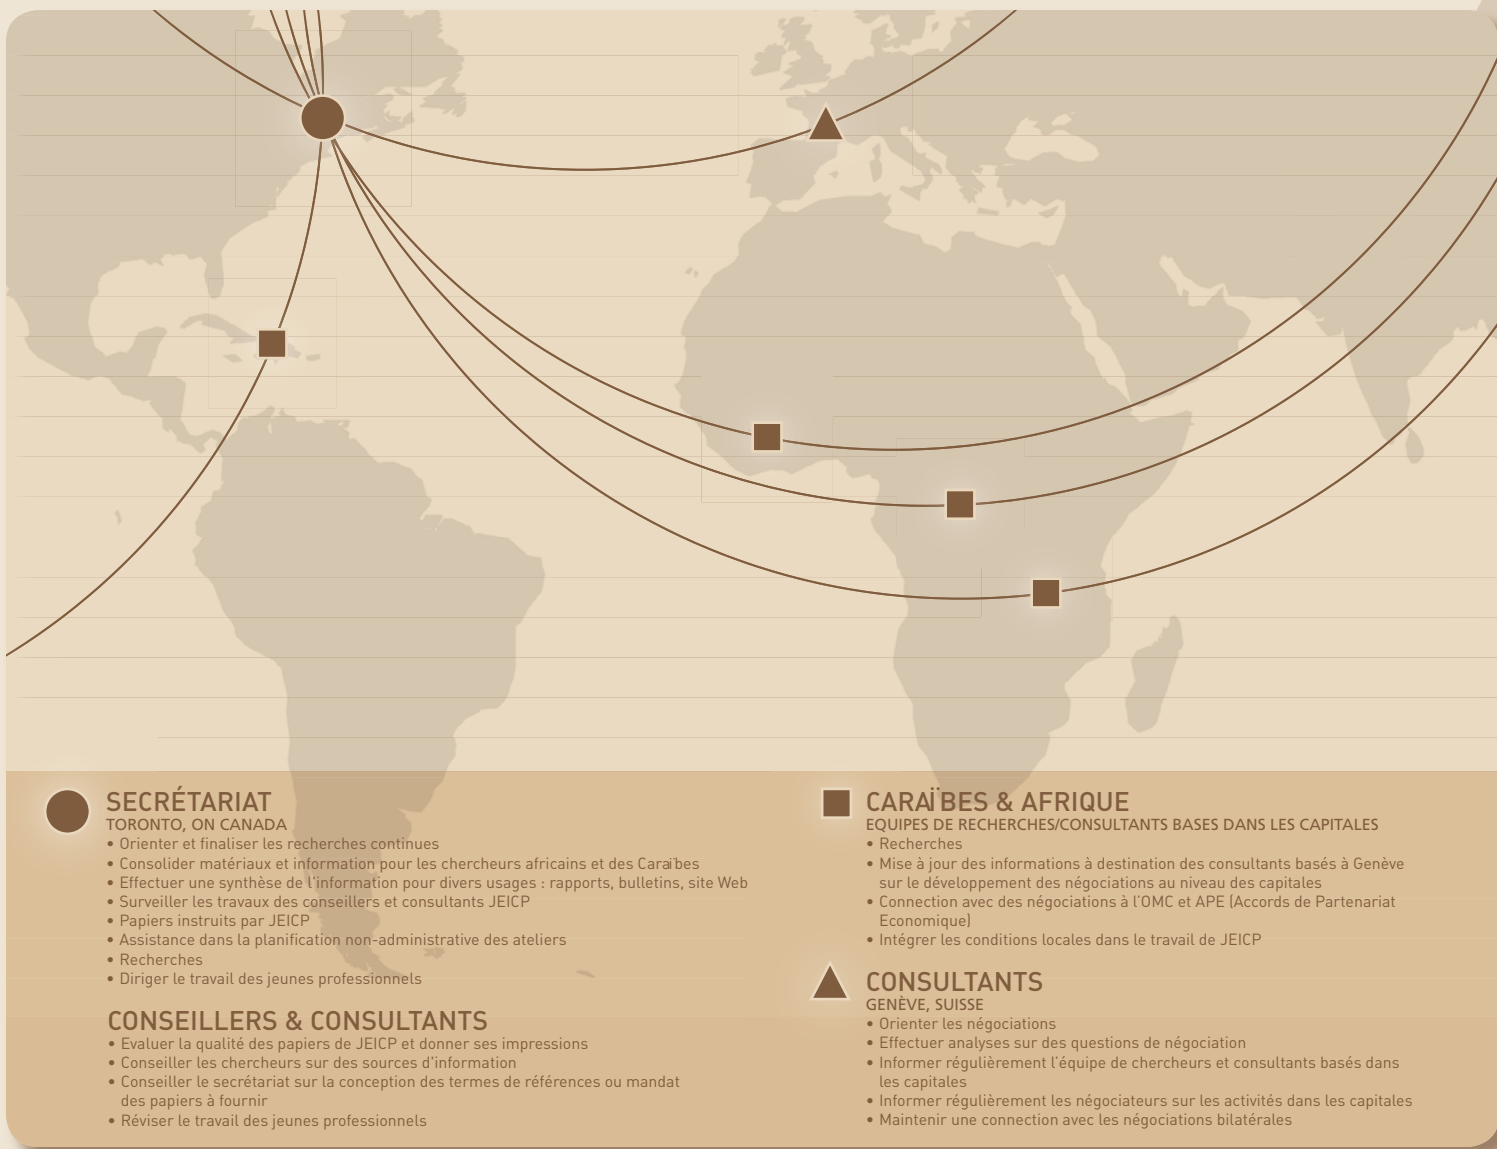 SECRÉTARIAT
TORONTO, ON CANADA
• Orienter et finaliser les recherches continues
• Consolider matériaux et information pour les chercheurs africains et des Caraïbes
• Effectuer une synthèse de l'information pour divers usages : rapports, bulletins, site Web
• Surveiller les travaux des conseillers et consultants JEICP
• Papiers instruits par JEICP
• Assistance dans la planification non-administrative des ateliers
• Recherches
• Diriger le travail des jeunes professionnels
CONSEILLERS & CONSULTANTS
• Evaluer la qualité des papiers de JEICP et donner ses impressions
• Conseiller les chercheurs sur des sources d'information
• Conseiller le secrétariat sur la conception des termes de références ou mandat
des papiers à fournir
• Réviser le travail des jeunes professionnels
CARAÏBES & AFRIQUE
EQUIPES DE RECHERCHES/CONSULTANTS BASES DANS LES CAPITALES
• Recherches
• Mise à jour des informations à destination des consultants basés à Genève
sur le développement des négociations au niveau des capitales
• Connection avec des négociations à l'OMC et APE (Accords de Partenariat
Economique)
• Intégrer les conditions locales dans le travail de JEICP
CONSULTANTS
GENÈVE, SUISSE
• Orienter les négociations
• Effectuer analyses sur des questions de négociation
• Informer régulièrement l'équipe de chercheurs et consultants basés dans
les capitales
• Informer régulièrement les négociateurs sur les activités dans les capitales
• Maintenir une connection avec les négociations bilatérales